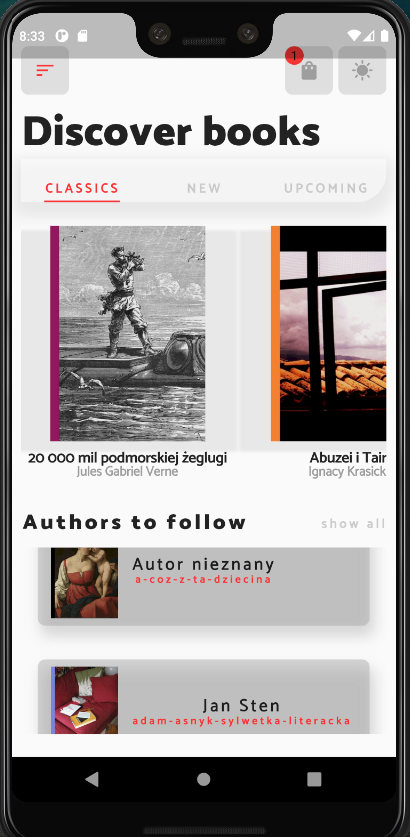 8:33
1
Discover books
CLASSICS NEW UPCOMING
20 000 mil podmorskiej żeglugi
Jules Gabriel Verne
Abuzei i Tair
Ignacy Krasick
Authors to follow
show all
Autor nieznany
a-coz-z-ta-dziecina
Jan Sten
adam-asnyk-sylwetka-literacka